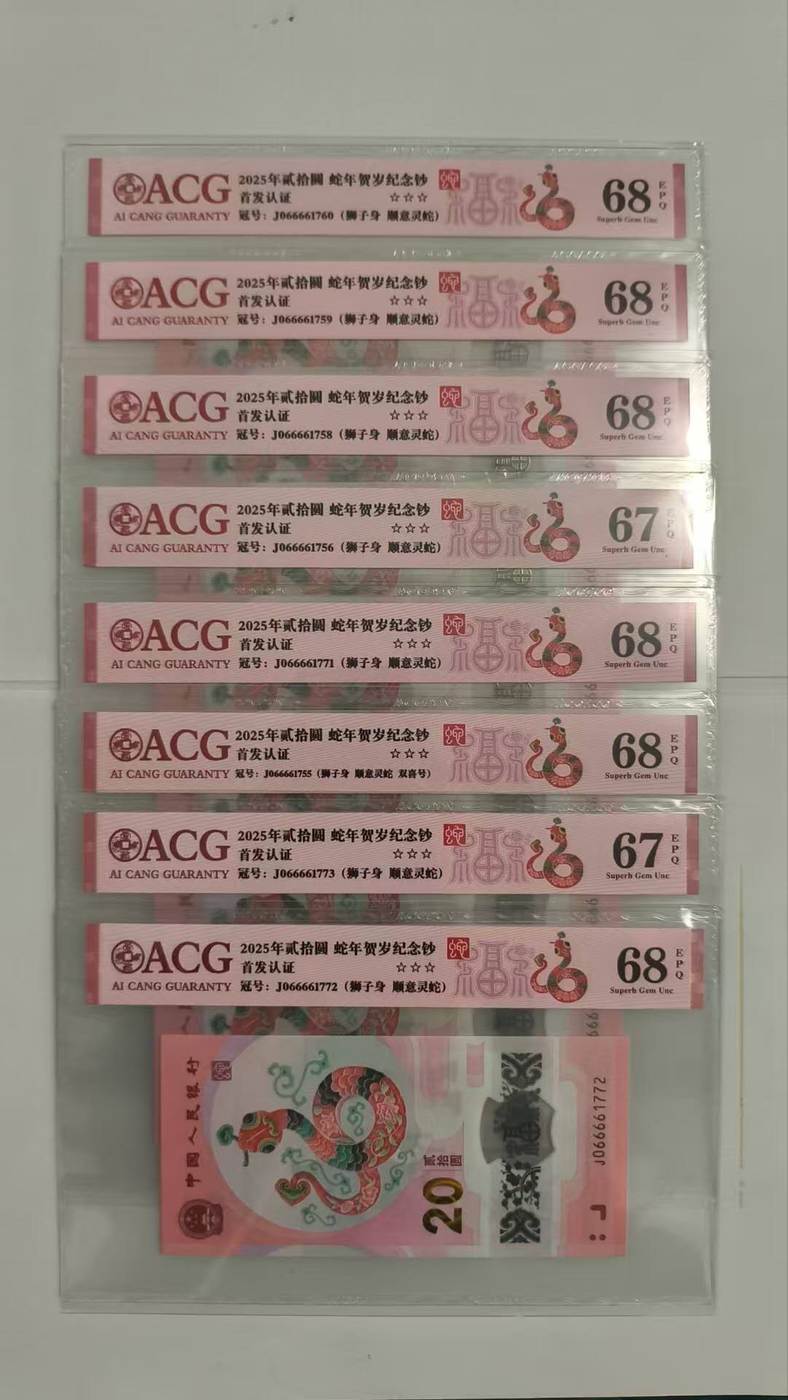 ACG
AI CANG GUARANTY
2025年贰拾圆 蛇年贺岁纪念钞
首发认证 ☆☆☆
冠号：J066661760（狮子身 顺意灵蛇）
68 EPQ
Superb Gem Unc
ACG
AI CANG GUARANTY
2025年贰拾圆 蛇年贺岁纪念钞
首发认证 ☆☆☆
冠号：J066661759（狮子身 顺意灵蛇）
68 EPQ
Superb Gem Unc
ACG
AI CANG GUARANTY
2025年贰拾圆 蛇年贺岁纪念钞
首发认证 ☆☆☆
冠号：J066661758（狮子身 顺意灵蛇）
68 EPQ
Superb Gem Unc
ACG
AI CANG GUARANTY
2025年贰拾圆 蛇年贺岁纪念钞
首发认证 ☆☆☆
冠号：J066661756（狮子身 顺意灵蛇）
67 EPQ
Superb Gem Unc
ACG
AI CANG GUARANTY
2025年贰拾圆 蛇年贺岁纪念钞
首发认证 ☆☆☆
冠号：J066661771（狮子身 顺意灵蛇）
68 EPQ
Superb Gem Unc
ACG
AI CANG GUARANTY
2025年贰拾圆 蛇年贺岁纪念钞
首发认证 ☆☆☆
冠号：J066661755（狮子身 顺意灵蛇 双喜号）
68 EPQ
Superb Gem Unc
ACG
AI CANG GUARANTY
2025年贰拾圆 蛇年贺岁纪念钞
首发认证 ☆☆☆
冠号：J066661773（狮子身 顺意灵蛇）
67 EPQ
Superb Gem Unc
ACG
AI CANG GUARANTY
2025年贰拾圆 蛇年贺岁纪念钞
首发认证 ☆☆☆
冠号：J066661772（狮子身 顺意灵蛇）
68 EPQ
Superb Gem Unc
中国人民银行
20
贰拾圆
J066661772